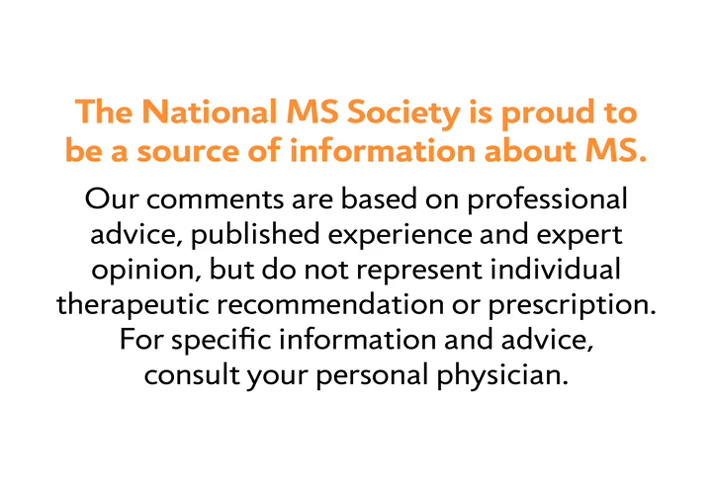 The National MS Society is proud to
be a source of information about MS.
Our comments are based on professional
advice, published experience and expert
opinion, but do not represent individual
therapeutic recommendation or prescription.
For specific information and advice,
consult your personal physician.